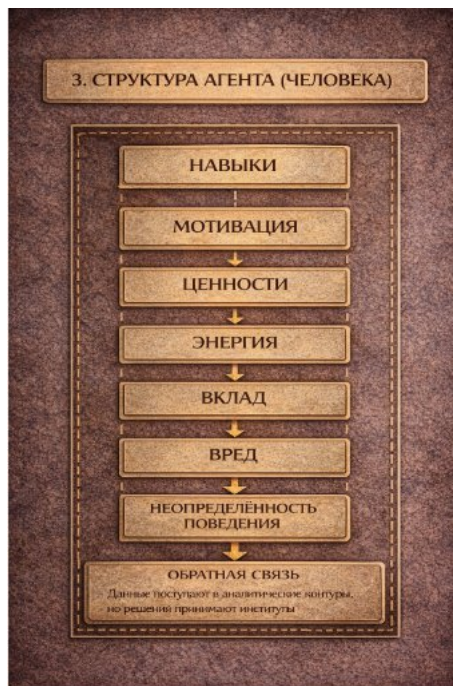 3. СТРУКТУРА АГЕНТА (ЧЕЛОВЕКА)
НАВЫКИ
МОТИВАЦИЯ
ЦЕННОСТИ
ЭНЕРГИЯ
ВКЛАД
ВРЕД
НЕОПРЕДЕЛЁННОСТЬ
ПОВЕДЕНИЯ
ОБРАТНАЯ СВЯЗЬ
Данные поступают в аналитические контуры,
но решения принимают институты